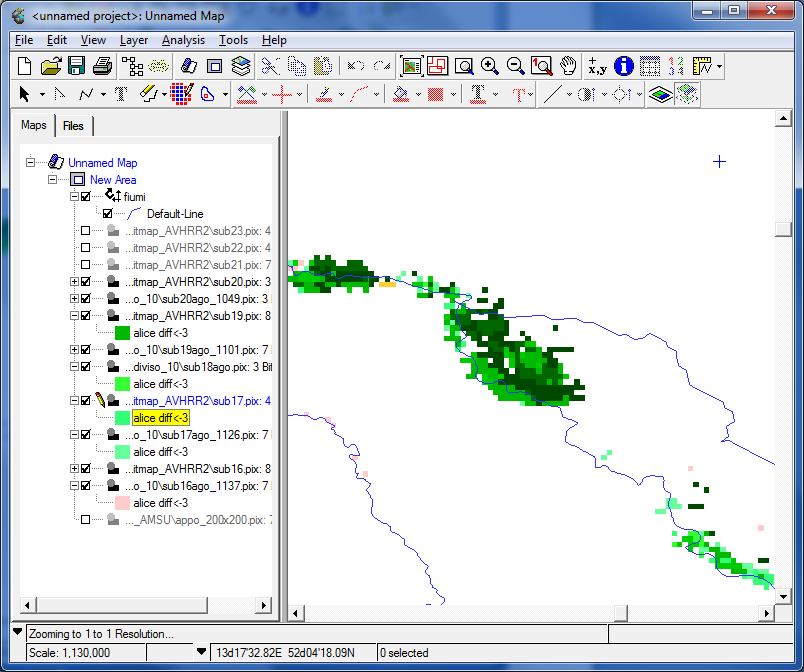 <unnamed project>: Unnamed Map
File Edit View Layer Analysis Tools Help
Maps Files
Unnamed Map
New Area
fiumi
Default-Line
...itmap_AVHRR2\sub23.pix: 4
...itmap_AVHRR2\sub22.pix: 4
...itmap_AVHRR2\sub21.pix: 7
...itmap_AVHRR2\sub20.pix: 3
...o_10\sub20ago_1049.pix: 3
...itmap_AVHRR2\sub19.pix: 8
alice diff<-3
...o_10\sub19ago_1101.pix: 7
...diviso_10\sub18ago.pix: 3 Bit
alice diff<-3
...itmap_AVHRR2\sub17.pix: 4
alice diff<-3
...o_10\sub17ago_1126.pix: 7
alice diff<-3
...itmap_AVHRR2\sub16.pix: 8
...o_10\sub16ago_1137.pix: 7
alice diff<-3
..._AMSU\appo_200x200.pix: 7
Zooming to 1 to 1 Resolution...
Scale: 1,130,000 13d17'32.82E 52d04'18.09N 0 selected